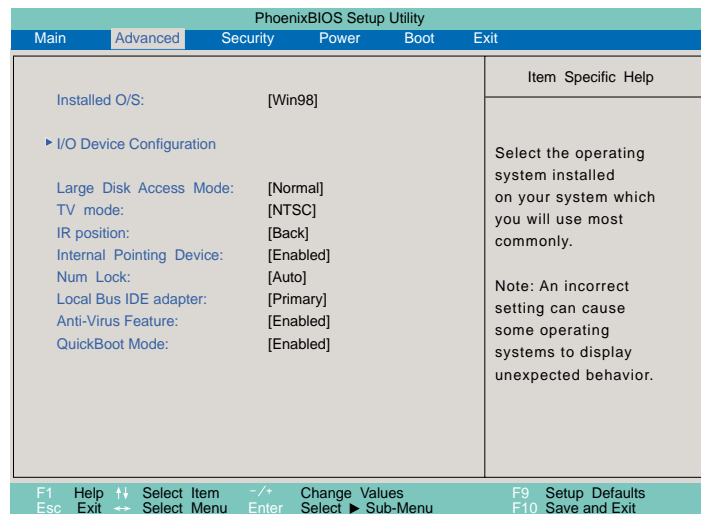 PhoenixBIOS Setup Utility
Main Advanced Security Power Boot Exit
Item Specific Help
Installed O/S: [Win98]
I/O Device Configuration
Large Disk Access Mode: [Normal]
TV mode: [NTSC]
IR position: [Back]
Internal Pointing Device: [Enabled]
Num Lock: [Auto]
Local Bus IDE adapter: [Primary]
Anti-Virus Feature: [Enabled]
QuickBoot Mode: [Enabled]
Select the operating
system installed
on your system which
you will use most
commonly.
Note: An incorrect
setting can cause
some operating
systems to display
unexpected behavior.
F1 Help ↑↓ Select Item -/+ Change Values F9 Setup Defaults
Esc Exit ↔ Select Menu Enter Select ▶ Sub-Menu F10 Save and Exit